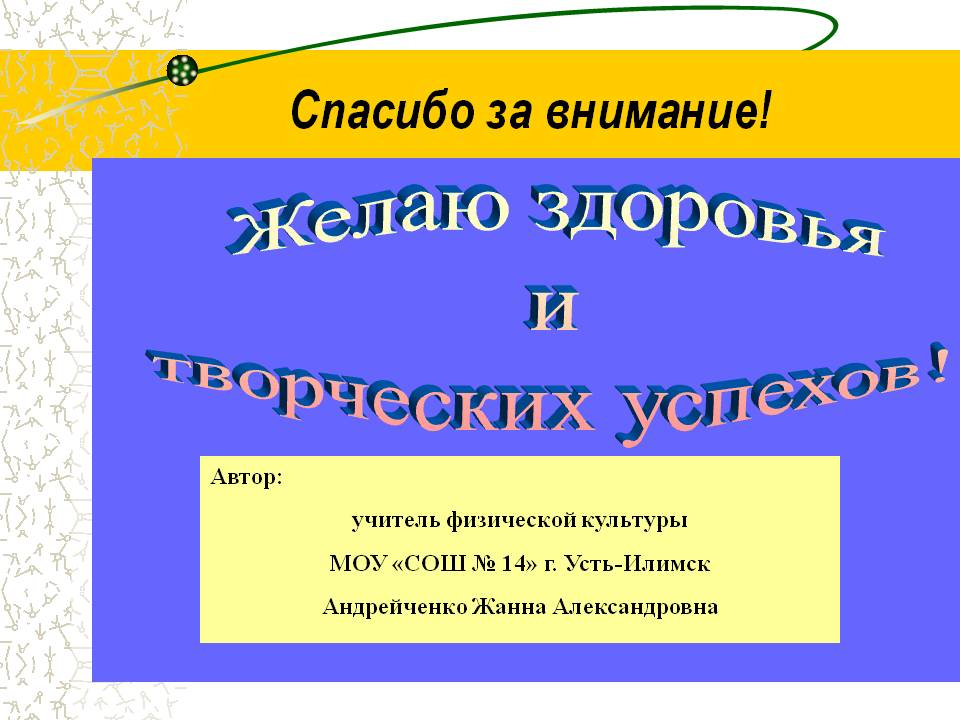 Спасибо за внимание!
Желаю здоровья
и
творческих успехов!
Автор:
учитель физической культуры
МОУ «СОШ № 14» г. Усть-Илимск
Андрейченко Жанна Александровна